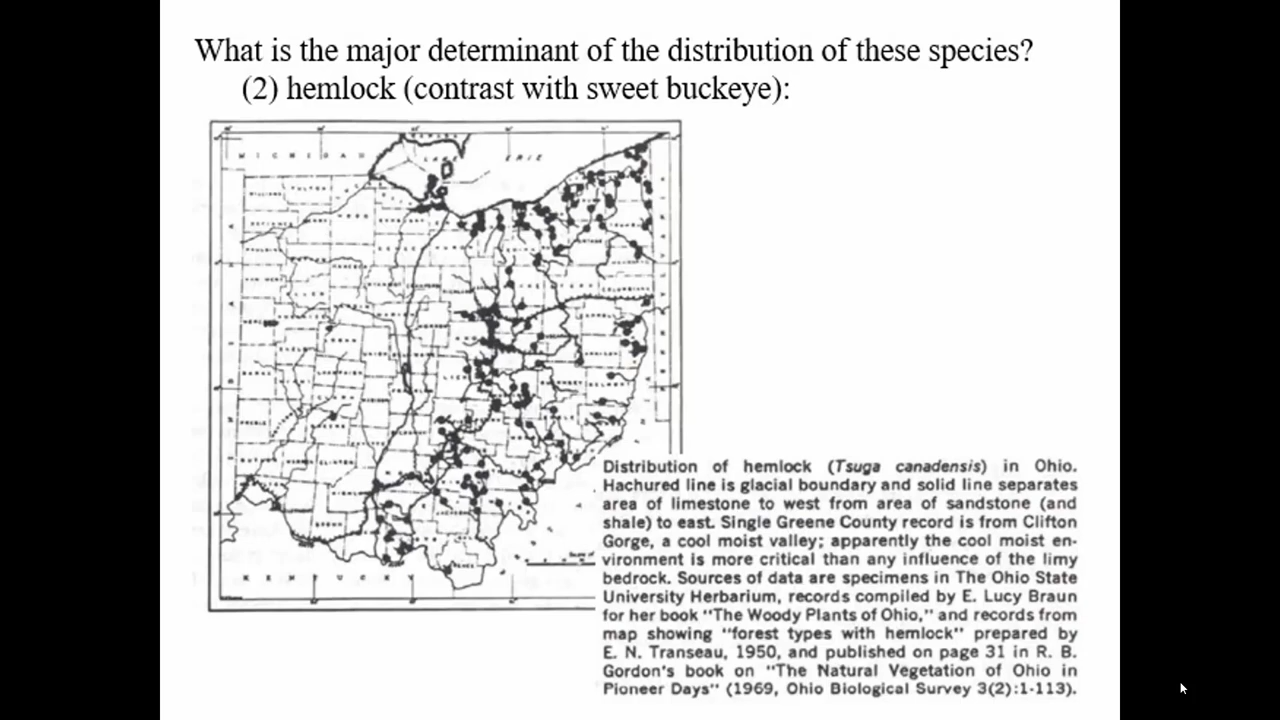 What is the major determinant of the distribution of these species?
(2) hemlock (contrast with sweet buckeye):
MICHIGAN
LAKE ERIE
KENTUCKY
Distribution of hemlock (Tsuga canadensis) in Ohio.
Hachured line is glacial boundary and solid line separates
area of limestone to west from area of sandstone (and
shale) to east. Single Greene County record is from Clifton
Gorge, a cool moist valley; apparently the cool moist en-
vironment is more critical than any influence of the limy
bedrock. Sources of data are specimens in The Ohio State
University Herbarium, records compiled by E. Lucy Braun
for her book "The Woody Plants of Ohio," and records from
map showing "forest types with hemlock" prepared by
E. N. Transeau, 1950, and published on page 31 in R. B.
Gordon's book on "The Natural Vegetation of Ohio in
Pioneer Days" (1969, Ohio Biological Survey 3(2):1-113).